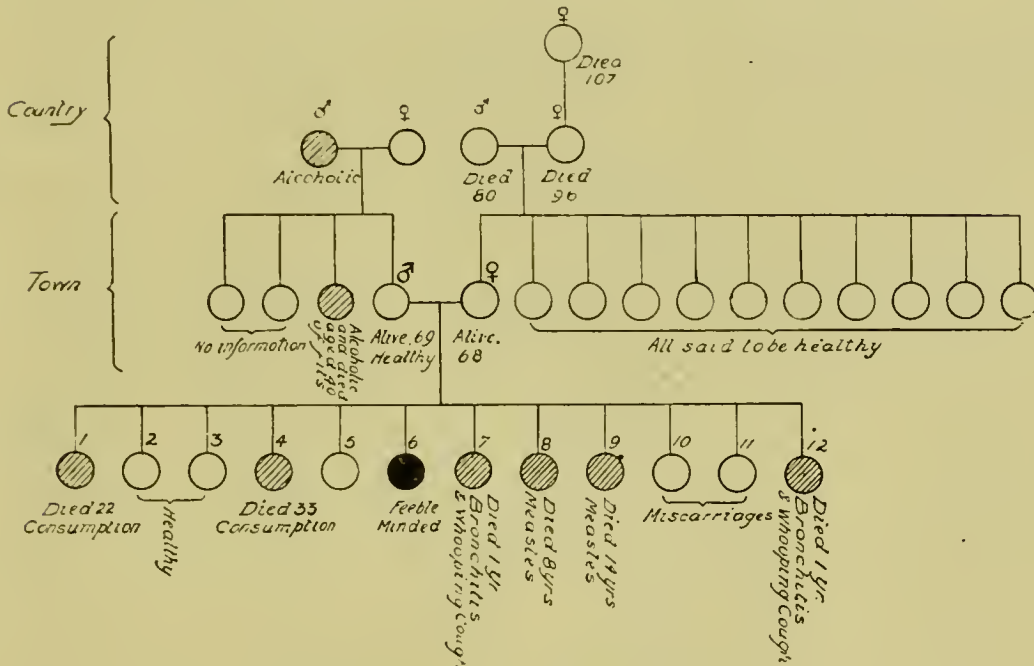 ♀
Died
107
Country
♂
♀
♂
♀
Alcoholic
Died
80
Died
96
Town
♂
♀
No information
Alcoholic
and died
aged 40
of fits.
Alive. 69
Healthy
Alive.
68
All said to be healthy
1
2
3
4
5
6
7
8
9
10
11
12
Died 22
Consumption
Healthy
Died 33
Consumption
Feeble
Minded
Died 1 yr.
Bronchitis
& Whooping Cough
Died 8 yrs
Measles
Died 14 yrs
Measles
Miscarriages
Died 1 yr.
Bronchitis
& Whooping Cough